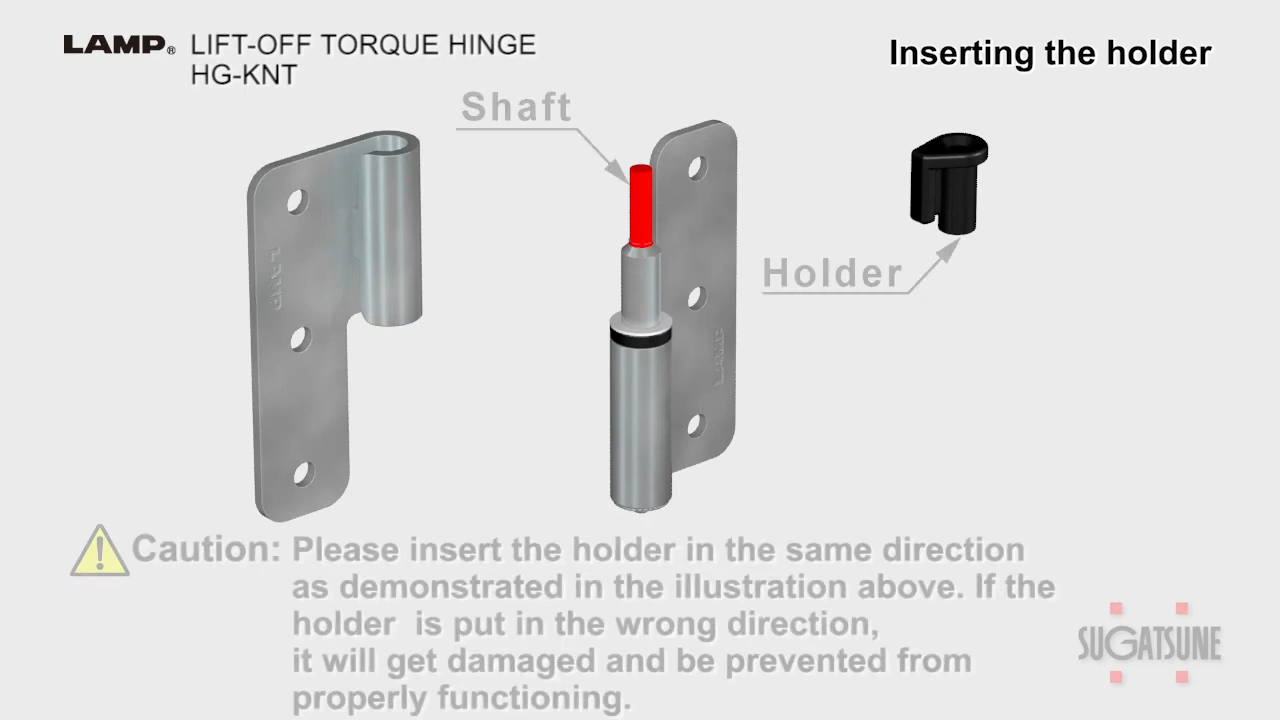 LAMP® LIFT-OFF TORQUE HINGE
HG-KNT
Inserting the holder
Shaft
Holder
LAMP
LAMP
Caution: Please insert the holder in the same direction
as demonstrated in the illustration above. If the
holder is put in the wrong direction,
it will get damaged and be prevented from
properly functioning.
SUGATSUNE